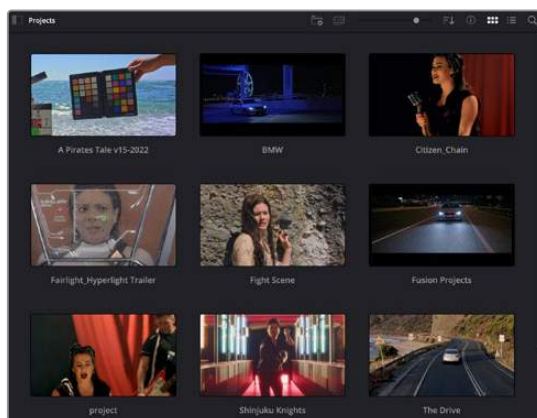 Projects
A Pirates Tale v15-2022
BMW
Citizen_Chain
Fairlight_Hyperlight Trailer
Fight Scene
Fusion Projects
project
Shinjuku Knights
The Drive